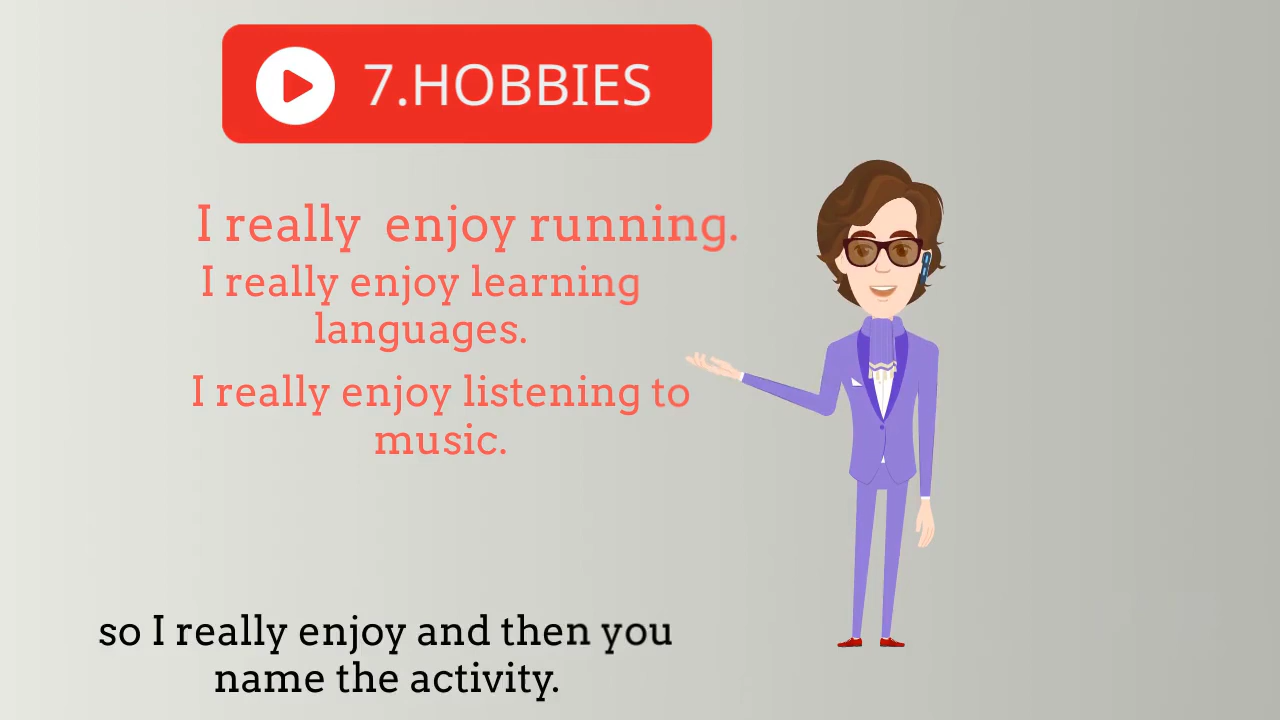 7.HOBBIES
I really enjoy running.
I really enjoy learning
languages.
I really enjoy listening to
music.
so I really enjoy and then you
name the activity.